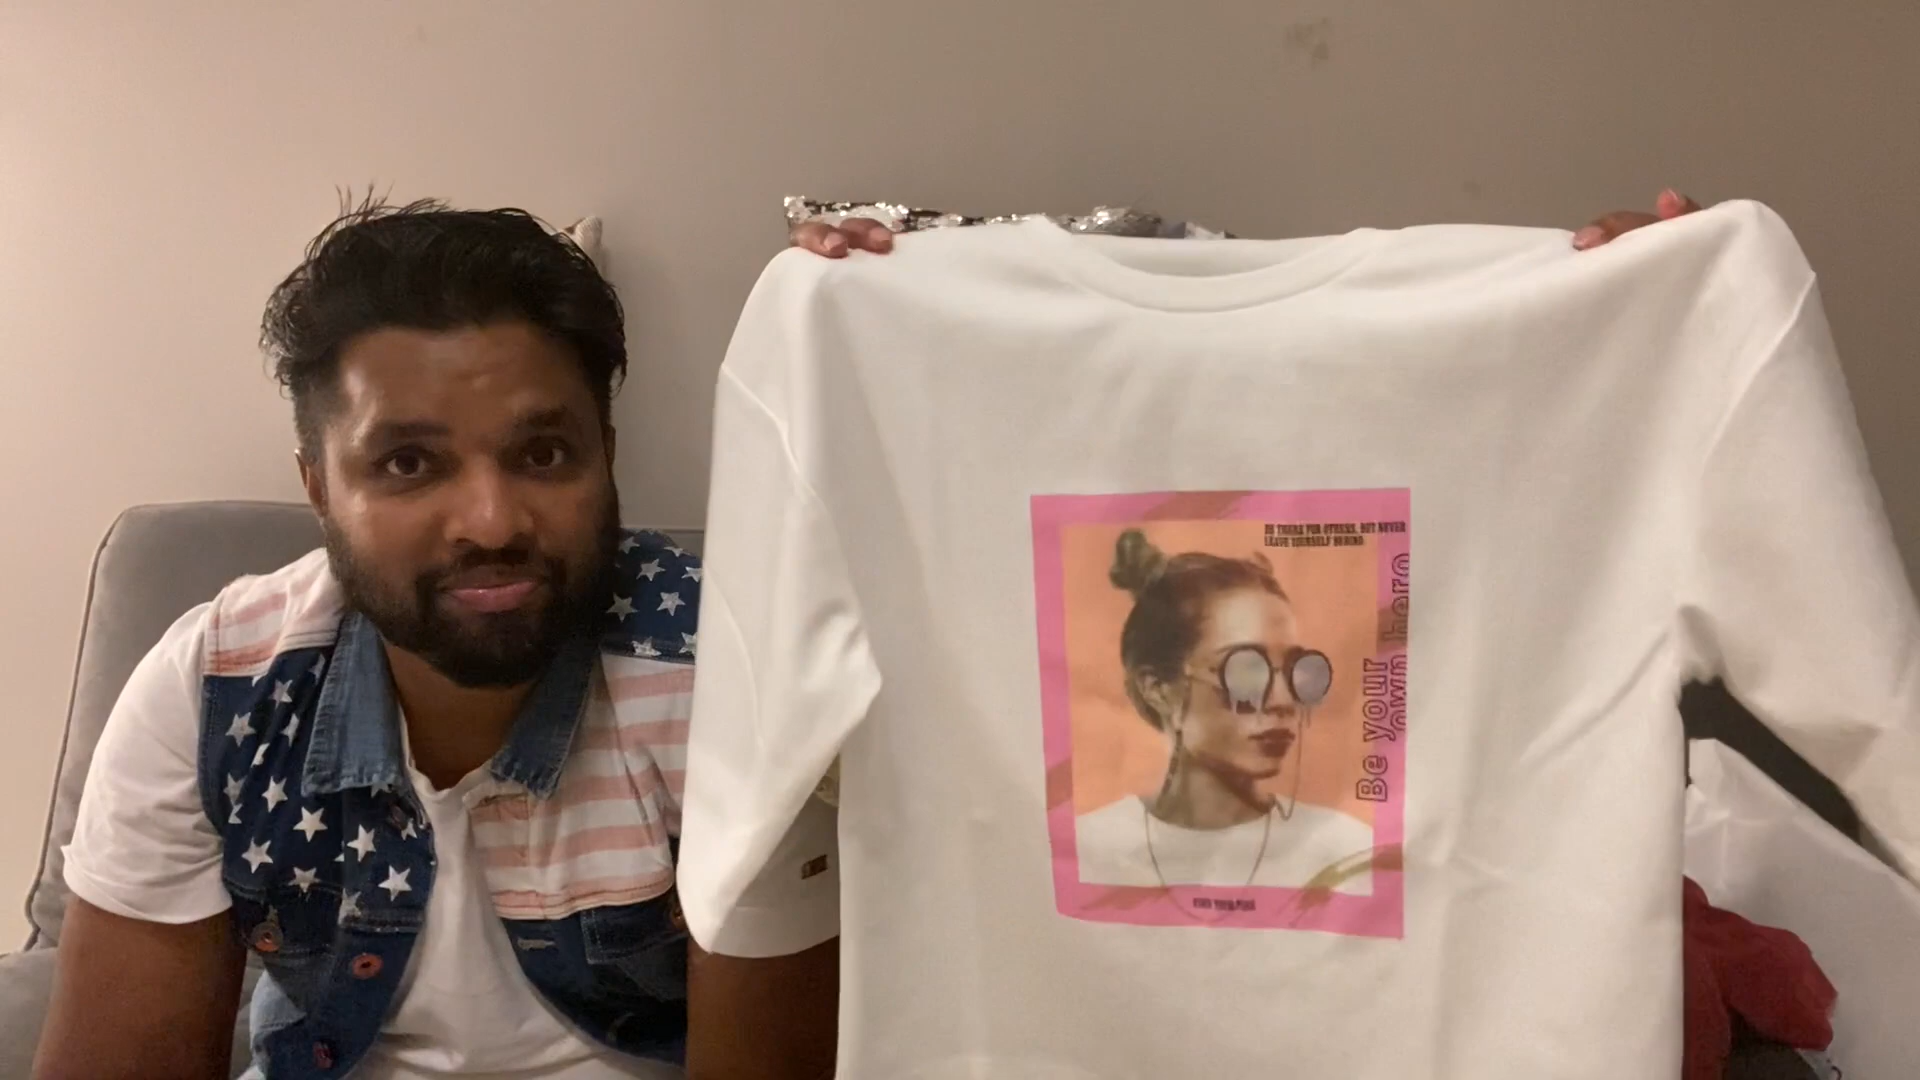 BE THERE FOR OTHERS, BUT NEVER
LEAVE YOURSELF BEHIND
Be your
own hero